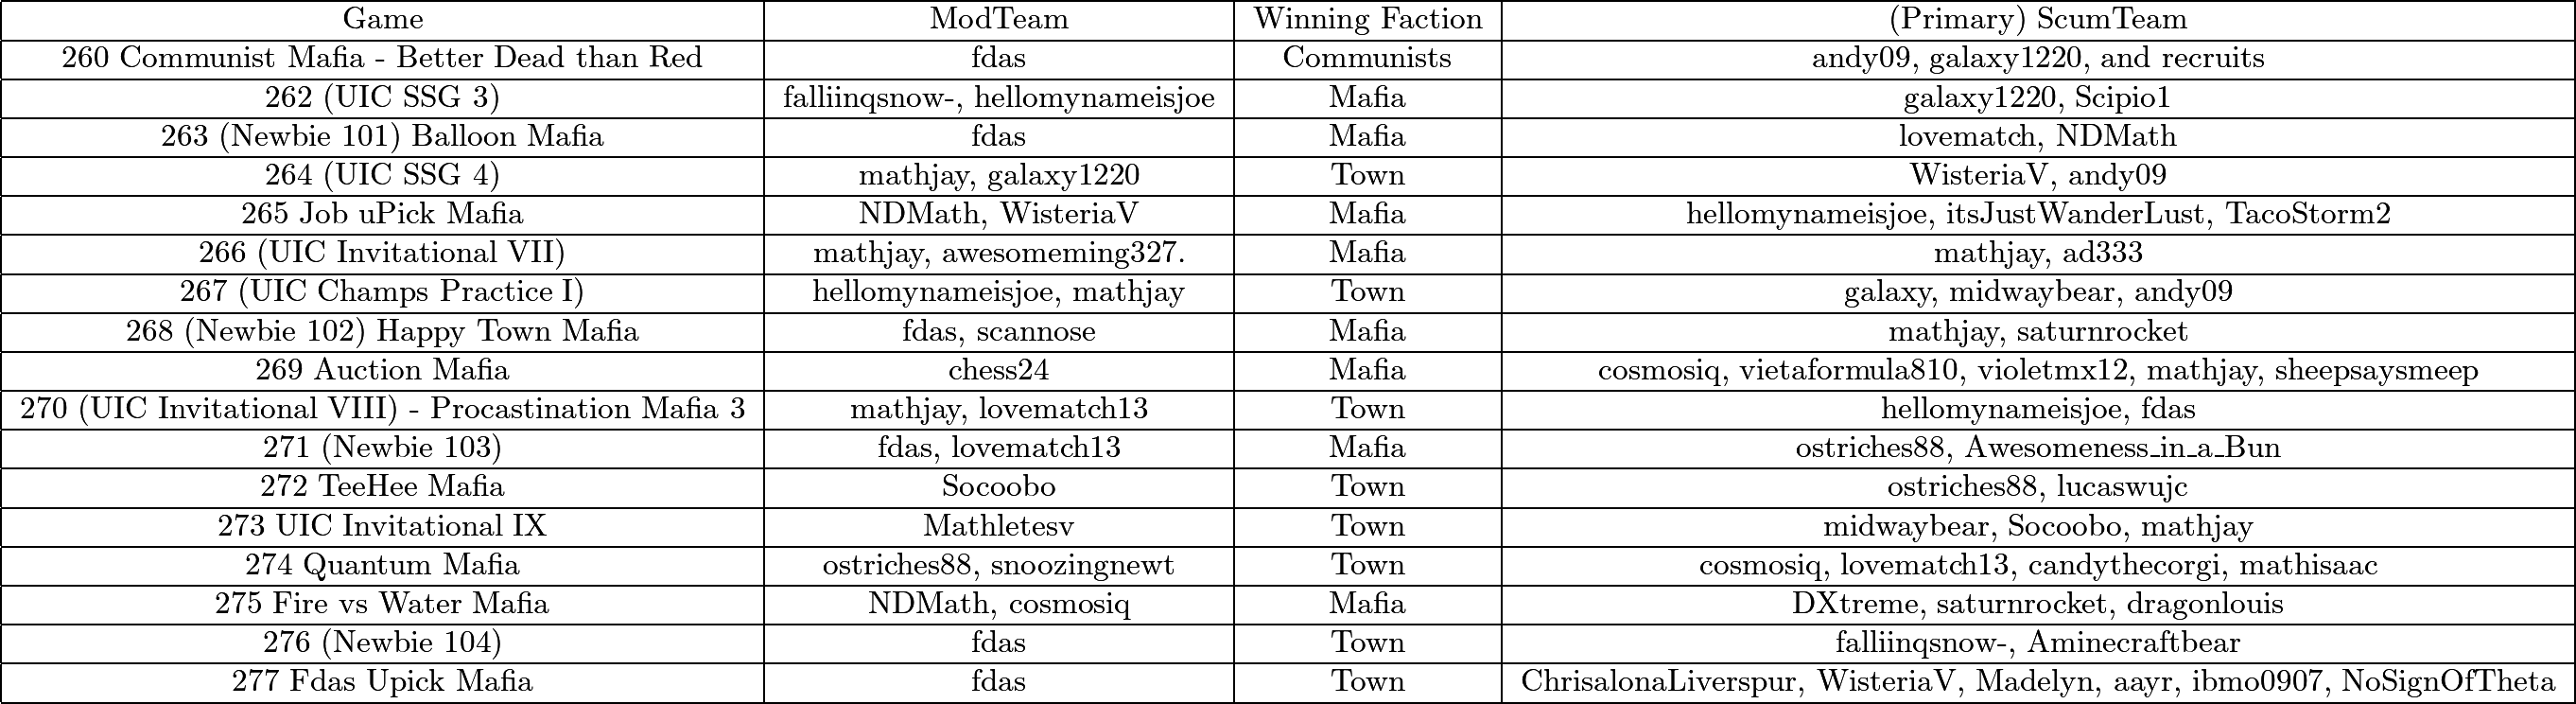 Game ModTeam Winning Faction (Primary) ScumTeam
260 Communist Mafia - Better Dead than Red fdas Communists andy09, galaxy1220, and recruits
262 (UIC SSG 3) falliinqsnow-, hellomynameisjoe Mafia galaxy1220, Scipio1
263 (Newbie 101) Balloon Mafia fdas Mafia lovematch, NDMath
264 (UIC SSG 4) mathjay, galaxy1220 Town WisteriaV, andy09
265 Job uPick Mafia NDMath, WisteriaV Mafia hellomynameisjoe, itsJustWanderLust, TacoStorm2
266 (UIC Invitational VII) mathjay, awesomeming327. Mafia mathjay, ad333
267 (UIC Champs Practice I) hellomynameisjoe, mathjay Town galaxy, midwaybear, andy09
268 (Newbie 102) Happy Town Mafia fdas, scannose Mafia mathjay, saturnrocket
269 Auction Mafia chess24 Mafia cosmosiq, vietaformula810, violetmx12, mathjay, sheepsaysmeep
270 (UIC Invitational VIII) - Procastination Mafia 3 mathjay, lovematch13 Town hellomynameisjoe, fdas
271 (Newbie 103) fdas, lovematch13 Mafia ostriches88, Awesomeness_in_a_Bun
272 TeeHee Mafia Socoobo Town ostriches88, lucaswujc
273 UIC Invitational IX Mathletesv Town midwaybear, Socoobo, mathjay
274 Quantum Mafia ostriches88, snoozingnewt Town cosmosiq, lovematch13, candythecorgi, mathisaac
275 Fire vs Water Mafia NDMath, cosmosiq Mafia DXtreme, saturnrocket, dragonlouis
276 (Newbie 104) fdas Town falliinqsnow-, Aminecraftbear
277 Fdas Upick Mafia fdas Town ChrisalonaLiverspur, WisteriaV, Madelyn, aayr, ibmo0907, NoSignOfTheta